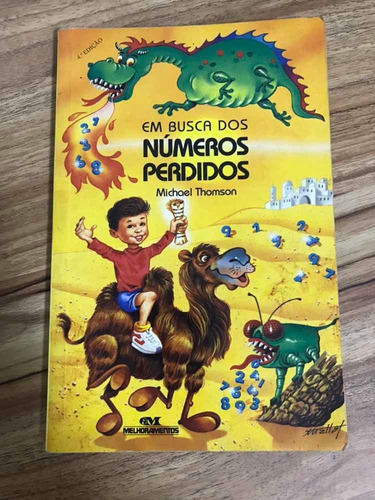 4ª EDIÇÃO
EM BUSCA DOS
NÚMEROS
PERDIDOS
Michael Thomson
MELHORAMENTOS